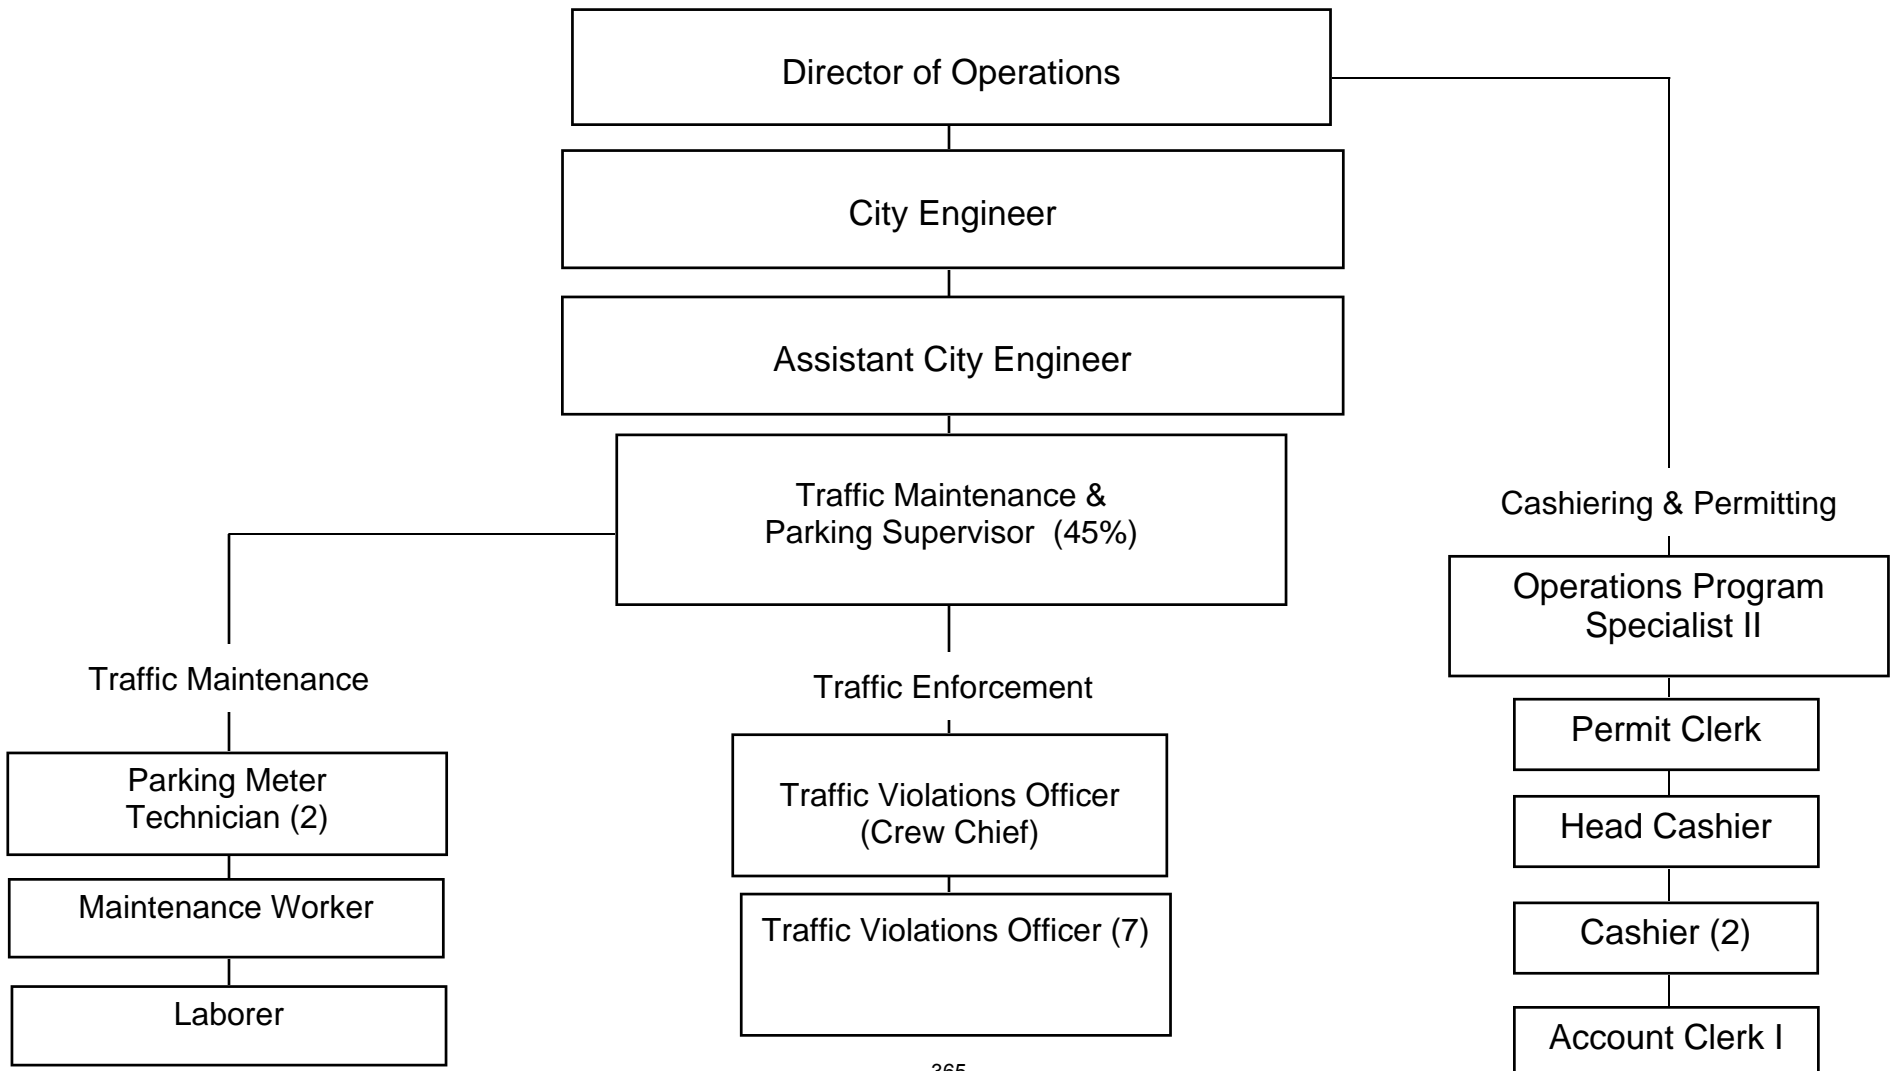 Director of Operations
City Engineer
Assistant City Engineer
Traffic Maintenance &
Parking Supervisor (45%)
Traffic Maintenance
Parking Meter
Technician (2)
Maintenance Worker
Laborer
Traffic Enforcement
Traffic Violations Officer
(Crew Chief)
Traffic Violations Officer (7)
Cashiering & Permitting
Operations Program
Specialist II
Permit Clerk
Head Cashier
Cashier (2)
Account Clerk I
365